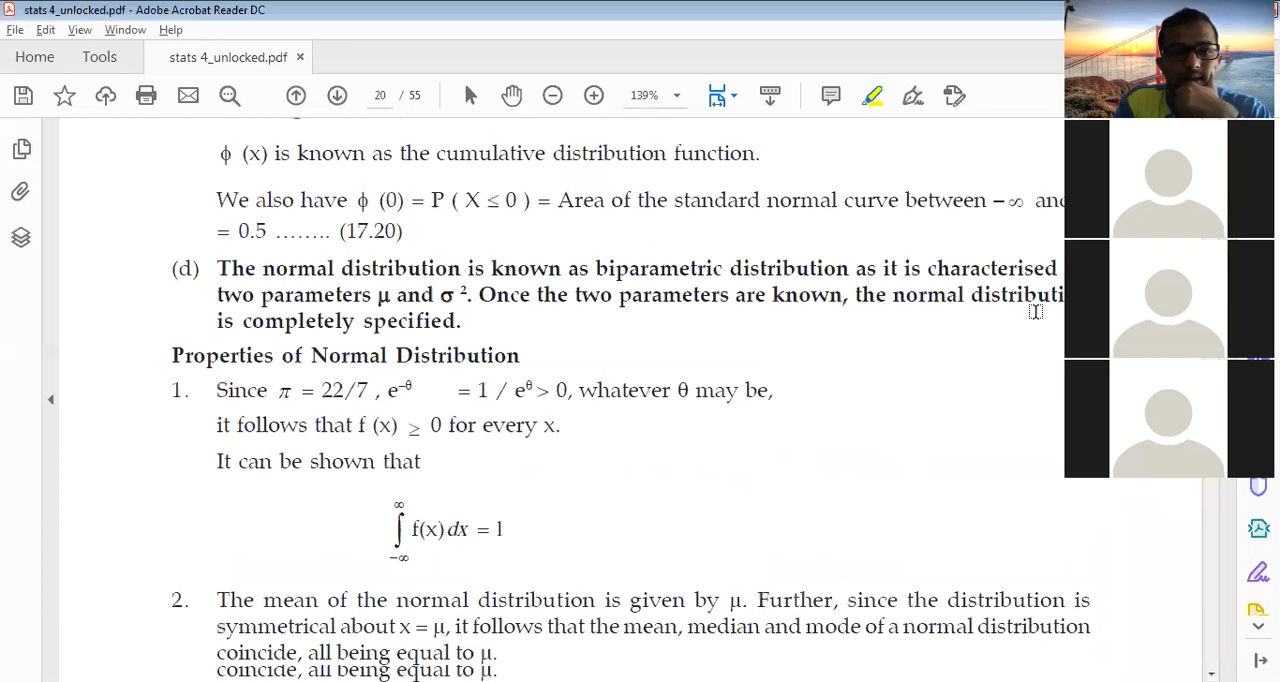 stats 4_unlocked.pdf - Adobe Acrobat Reader DC
File Edit View Window Help
Home Tools stats 4_unlocked.pdf ×
20 / 55 139%
ϕ (x) is known as the cumulative distribution function.
We also have ϕ (0) = P ( X ≤ 0 ) = Area of the standard normal curve between – ∞ and
= 0.5 …….. (17.20)
(d) The normal distribution is known as biparametric distribution as it is characterised
two parameters µ and σ ². Once the two parameters are known, the normal distributi
is completely specified.
Properties of Normal Distribution
1. Since π = 22/7 , e⁻θ = 1 / eθ > 0, whatever θ may be,
it follows that f (x) ≥ 0 for every x.
It can be shown that
∞
∫ f(x) dx = 1
−∞
2. The mean of the normal distribution is given by µ. Further, since the distribution is
symmetrical about x = µ, it follows that the mean, median and mode of a normal distribution
coincide, all being equal to µ.
coincide, all being equal to µ.